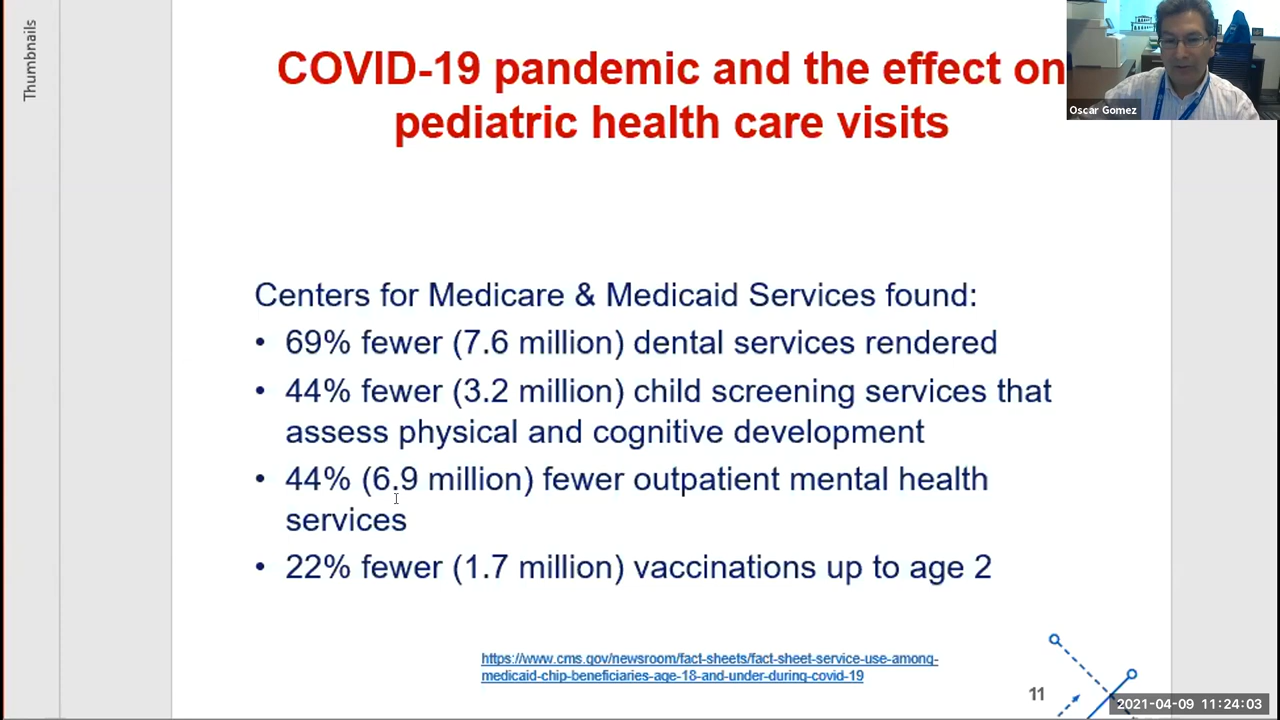 Thumbnails
COVID-19 pandemic and the effect on
pediatric health care visits
Oscar Gomez
Centers for Medicare & Medicaid Services found:
• 69% fewer (7.6 million) dental services rendered
• 44% fewer (3.2 million) child screening services that
assess physical and cognitive development
• 44% (6.9 million) fewer outpatient mental health
services
• 22% fewer (1.7 million) vaccinations up to age 2
https://www.cms.gov/newsroom/fact-sheets/fact-sheet-service-use-among-
medicaid-chip-beneficiaries-age-18-and-under-during-covid-19
11
2021-04-09 11:24:03